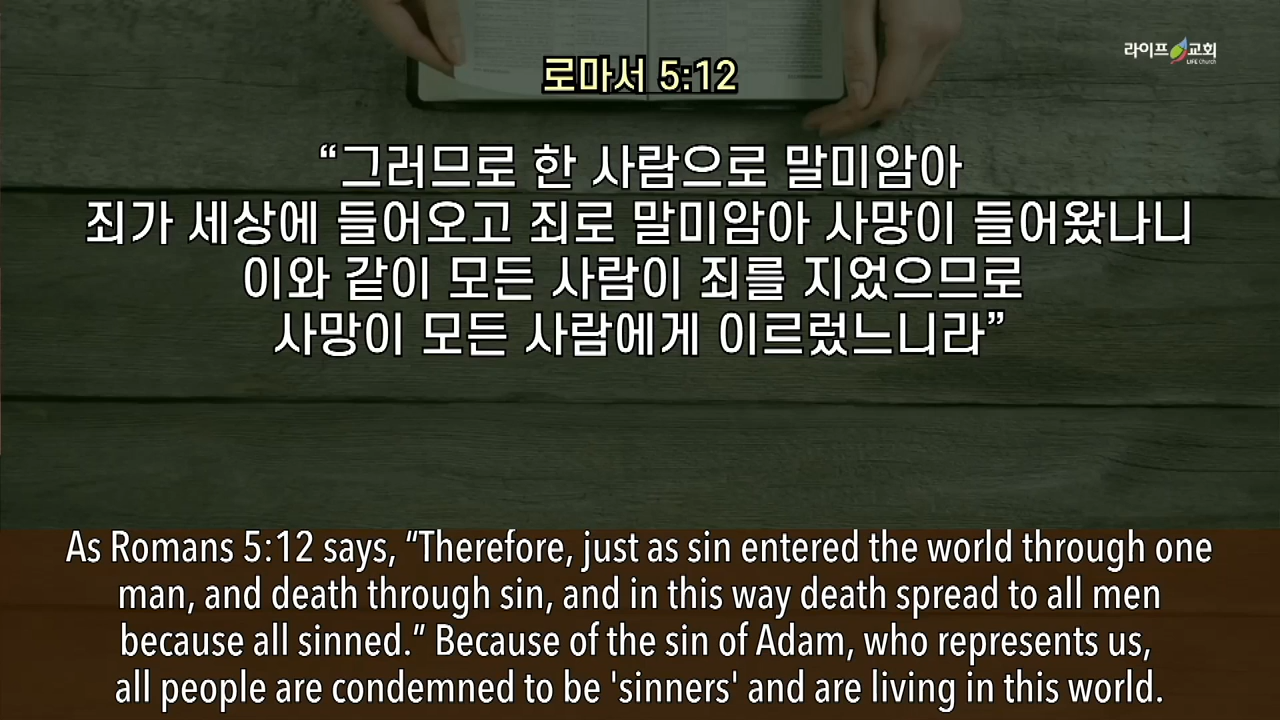 라이프 교회
LIFE Church
로마서 5:12
“그러므로 한 사람으로 말미암아
죄가 세상에 들어오고 죄로 말미암아 사망이 들어왔나니
이와 같이 모든 사람이 죄를 지었으므로
사망이 모든 사람에게 이르렀느니라”
As Romans 5:12 says, “Therefore, just as sin entered the world through one
man, and death through sin, and in this way death spread to all men
because all sinned.” Because of the sin of Adam, who represents us,
all people are condemned to be 'sinners' and are living in this world.